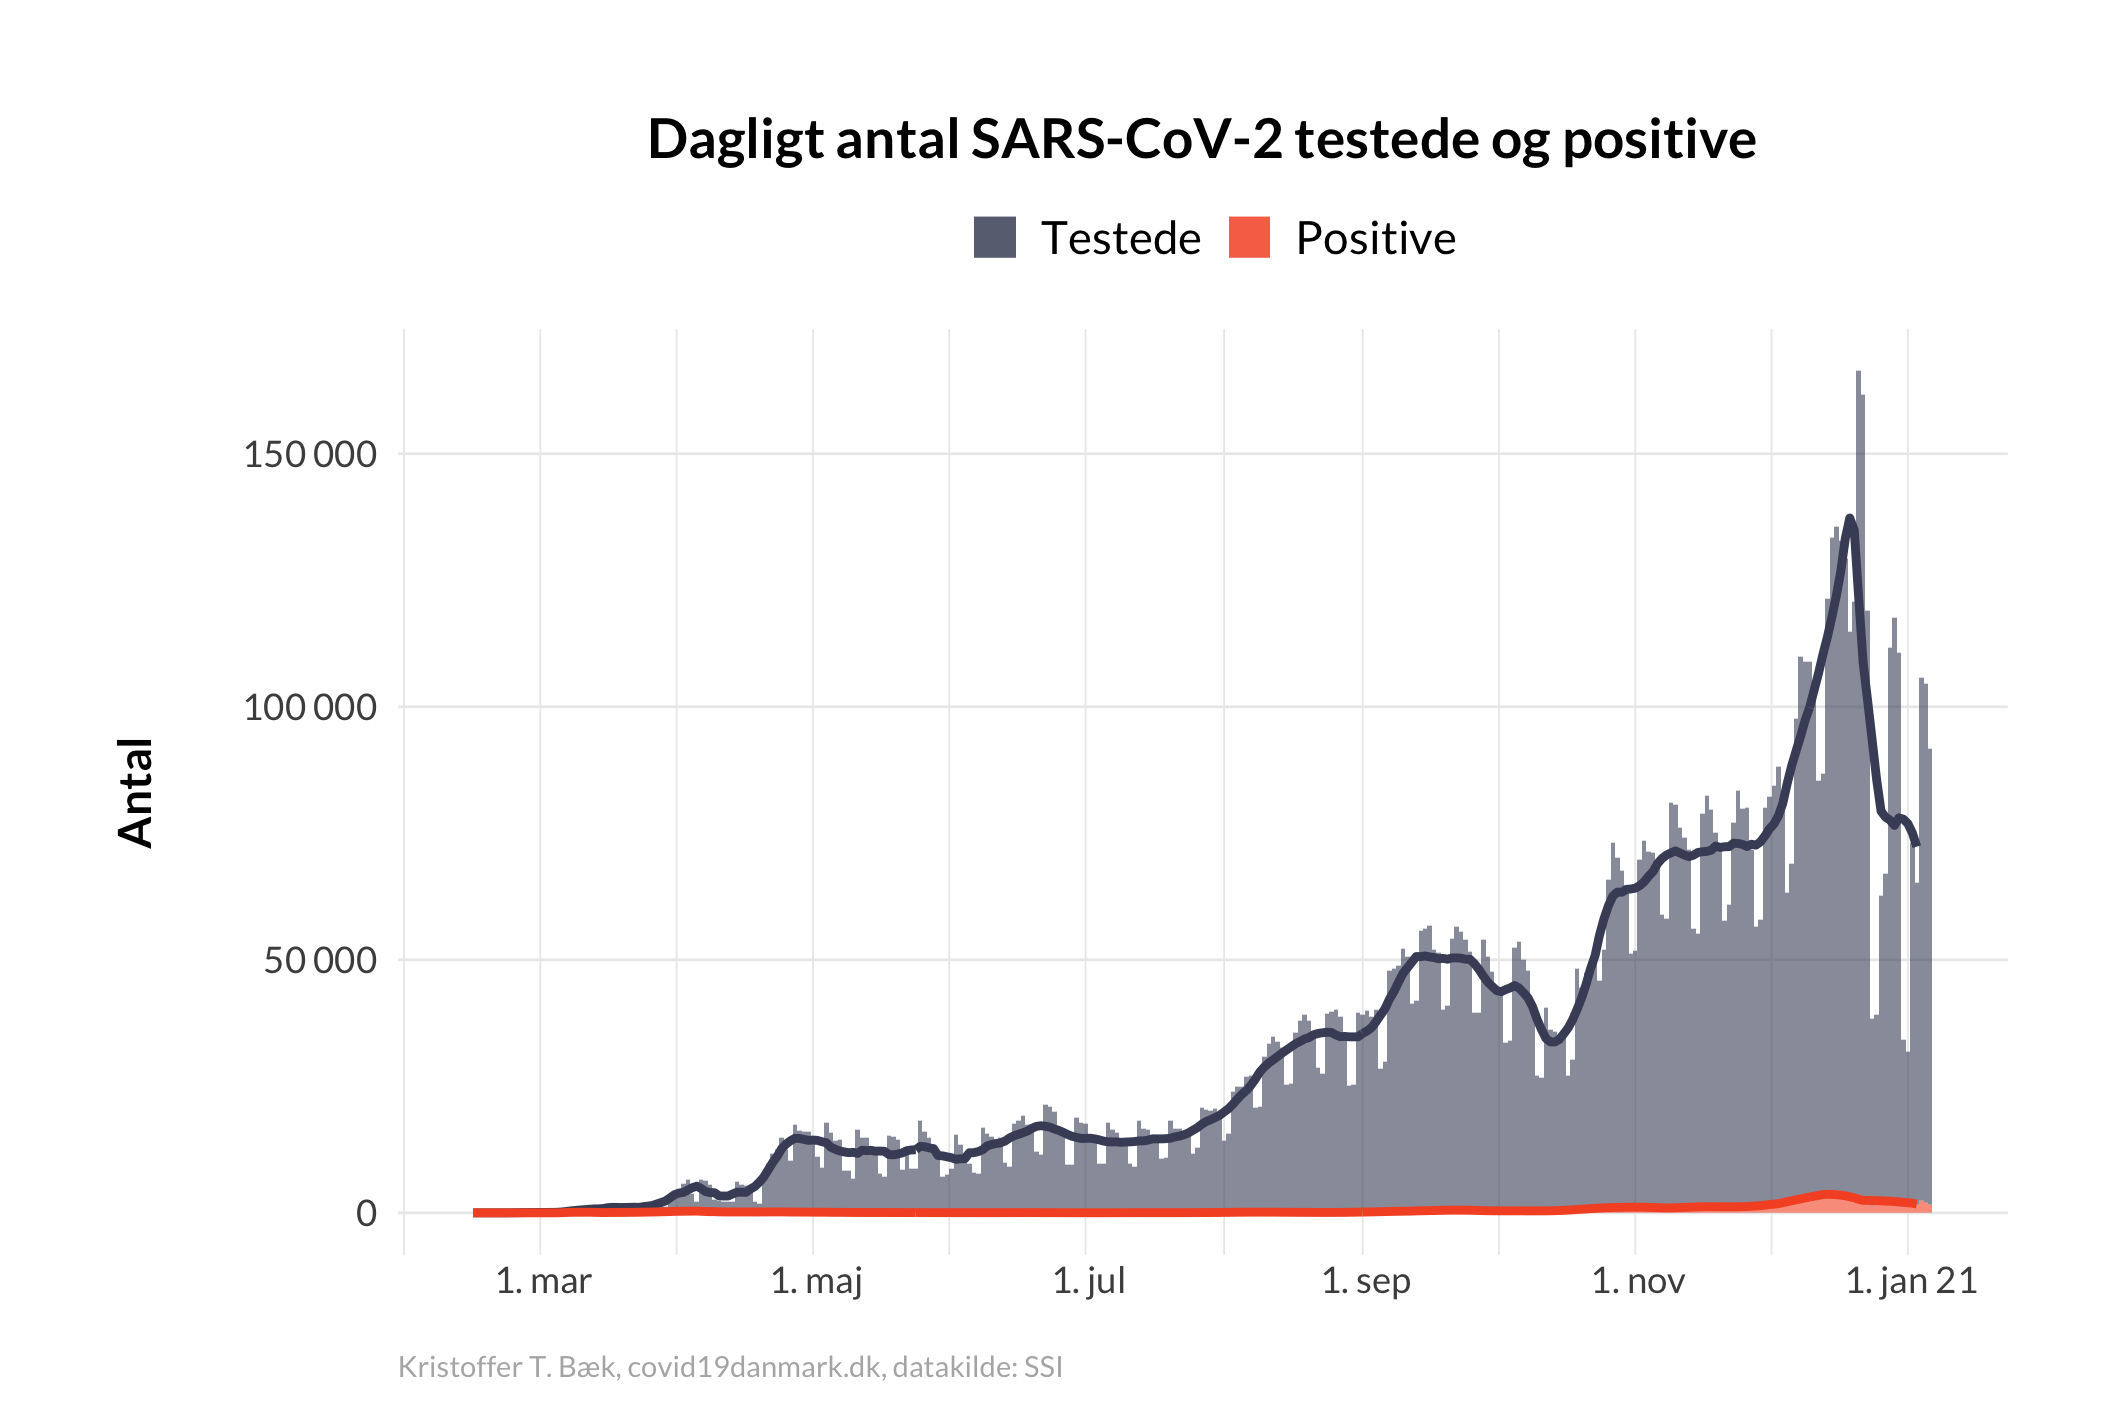 Dagligt antal SARS-CoV-2 testede og positive
Testede Positive
Antal
150 000
100 000
50 000
0
1. mar 1. maj 1. jul 1. sep 1. nov 1. jan 21
Kristoffer T. Bæk, covid19danmark.dk, datakilde: SSI